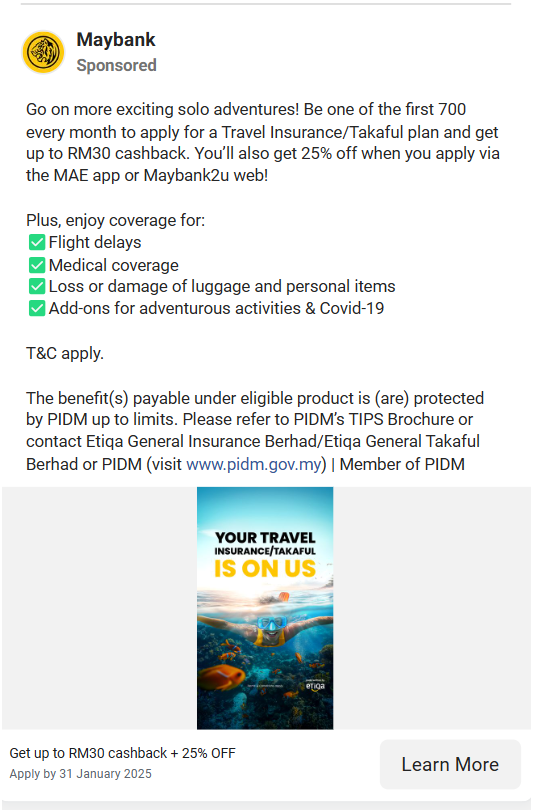 Maybank
Sponsored
Go on more exciting solo adventures! Be one of the first 700
every month to apply for a Travel Insurance/Takaful plan and get
up to RM30 cashback. You’ll also get 25% off when you apply via
the MAE app or Maybank2u web!
Plus, enjoy coverage for:
✅Flight delays
✅Medical coverage
✅Loss or damage of luggage and personal items
✅Add-ons for adventurous activities & Covid-19
T&C apply.
The benefit(s) payable under eligible product is (are) protected
by PIDM up to limits. Please refer to PIDM’s TIPS Brochure or
contact Etiqa General Insurance Berhad/Etiqa General Takaful
Berhad or PIDM (visit www.pidm.gov.my) | Member of PIDM
YOUR TRAVEL
INSURANCE/TAKAFUL
IS ON US
etiqa
Get up to RM30 cashback + 25% OFF
Apply by 31 January 2025
Learn More